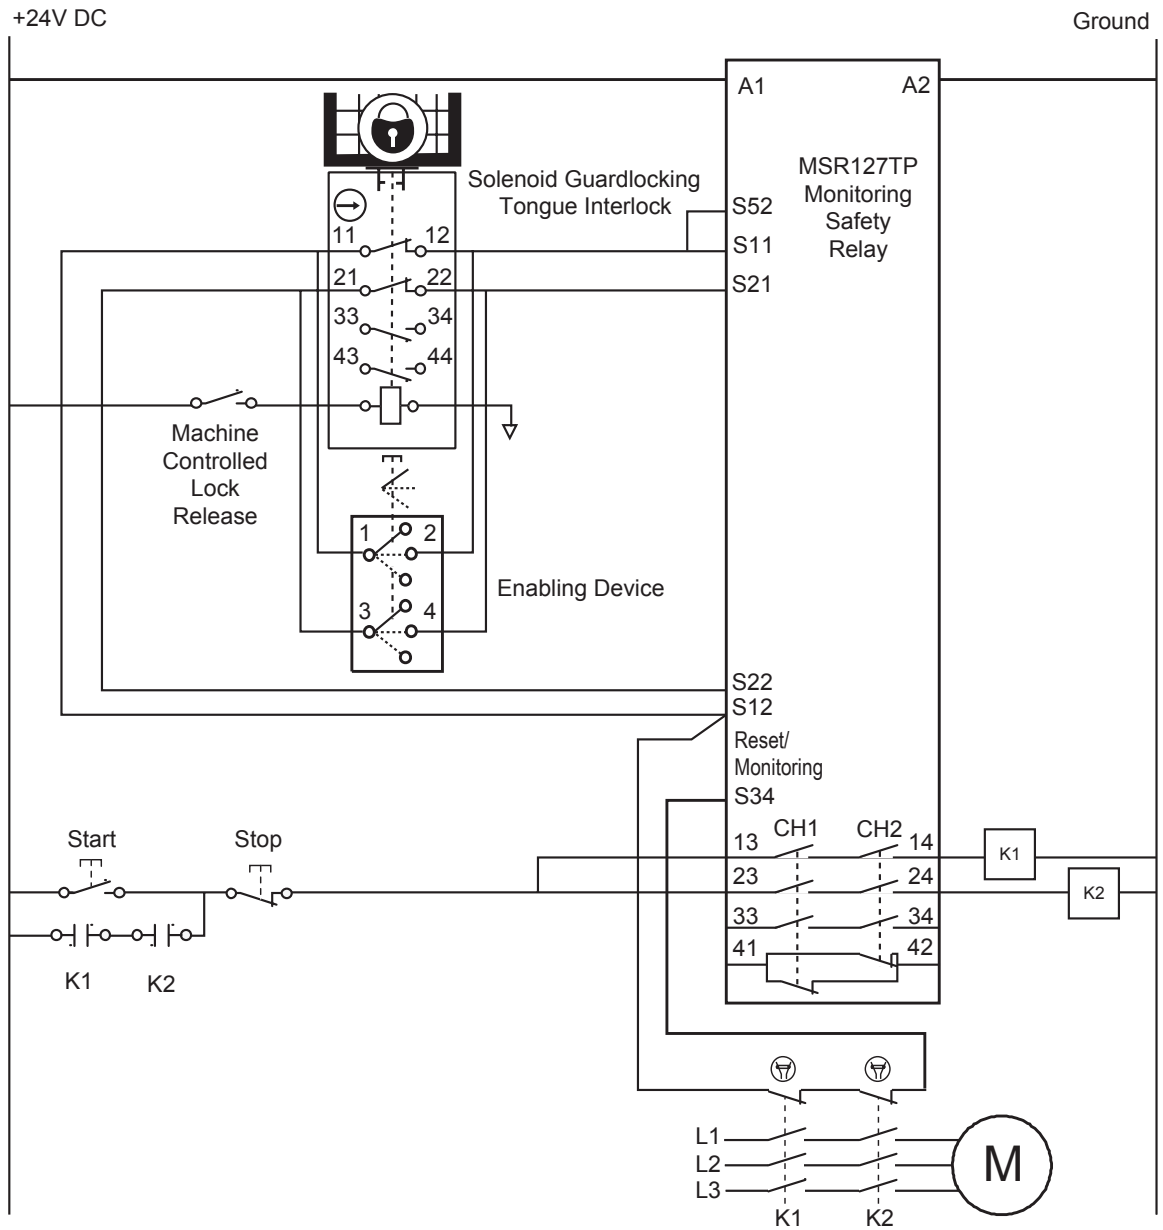 +24V DC
Ground
A1
A2
MSR127TP
Monitoring
Safety
Relay
Solenoid Guardlocking
Tongue Interlock
S52
S11
S21
11
12
21
22
33
34
43
44
Machine
Controlled
Lock
Release
1
2
3
4
Enabling Device
S22
S12
Reset/
Monitoring
S34
CH1
CH2
13
14
23
24
33
34
41
42
K1
K2
Start
Stop
K1
K2
L1
L2
L3
M
K1
K2